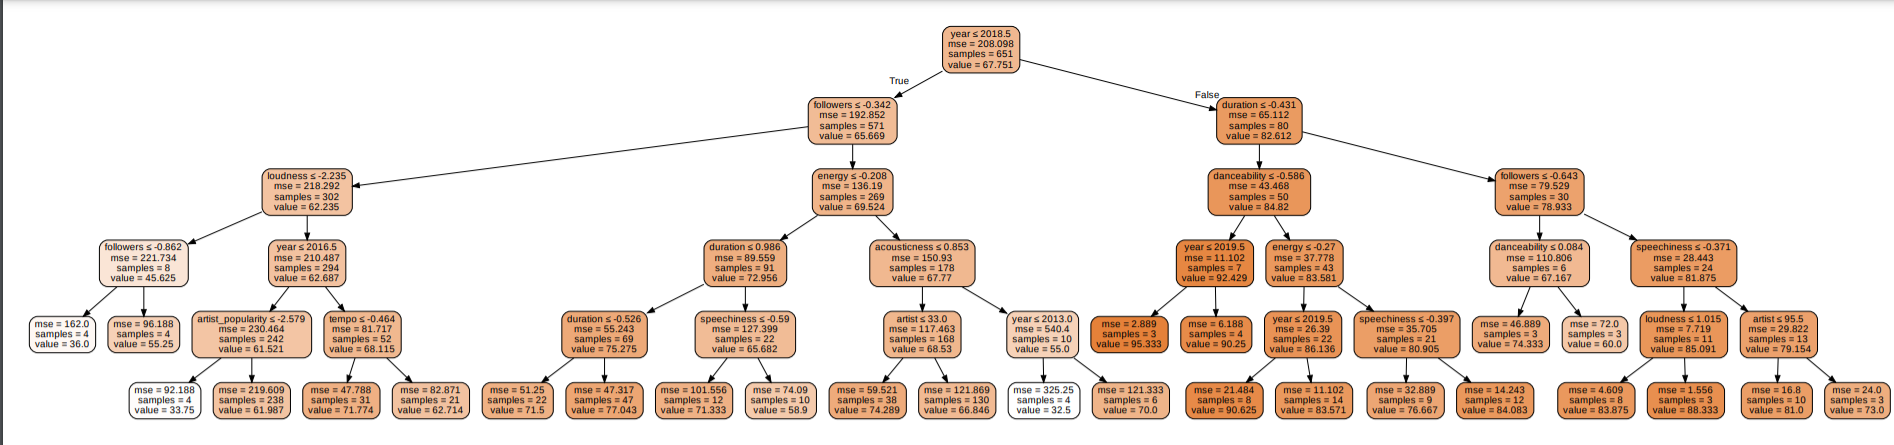 year ≤ 2018.5
mse = 208.098
samples = 651
value = 67.751
True
False
followers ≤ -0.342
mse = 192.852
samples = 571
value = 65.669
duration ≤ -0.431
mse = 65.112
samples = 80
value = 82.612
loudness ≤ -2.235
mse = 218.292
samples = 302
value = 62.235
energy ≤ -0.208
mse = 136.19
samples = 269
value = 69.524
danceability ≤ -0.586
mse = 43.468
samples = 50
value = 84.82
followers ≤ -0.643
mse = 79.529
samples = 30
value = 78.933
followers ≤ -0.862
mse = 221.734
samples = 8
value = 45.625
year ≤ 2016.5
mse = 210.487
samples = 294
value = 62.687
duration ≤ 0.986
mse = 89.559
samples = 91
value = 72.956
acousticness ≤ 0.853
mse = 150.93
samples = 178
value = 67.77
year ≤ 2019.5
mse = 11.102
samples = 7
value = 92.429
energy ≤ -0.27
mse = 37.778
samples = 43
value = 83.581
danceability ≤ 0.084
mse = 110.806
samples = 6
value = 67.167
speechiness ≤ -0.371
mse = 28.443
samples = 24
value = 81.875
mse = 162.0
samples = 4
value = 36.0
mse = 96.188
samples = 4
value = 55.25
artist_popularity ≤ -2.579
mse = 230.464
samples = 242
value = 61.521
tempo ≤ -0.464
mse = 81.717
samples = 52
value = 68.115
duration ≤ -0.526
mse = 55.243
samples = 69
value = 75.275
speechiness ≤ -0.59
mse = 127.399
samples = 22
value = 65.682
artist ≤ 33.0
mse = 117.463
samples = 168
value = 68.53
year ≤ 2013.0
mse = 540.4
samples = 10
value = 55.0
mse = 2.889
samples = 3
value = 95.333
mse = 6.188
samples = 4
value = 90.25
year ≤ 2019.5
mse = 26.39
samples = 22
value = 86.136
speechiness ≤ -0.397
mse = 35.705
samples = 21
value = 80.905
mse = 46.889
samples = 3
value = 74.333
mse = 72.0
samples = 3
value = 60.0
loudness ≤ 1.015
mse = 7.719
samples = 11
value = 85.091
artist ≤ 95.5
mse = 29.822
samples = 13
value = 79.154
mse = 92.188
samples = 4
value = 33.75
mse = 219.609
samples = 238
value = 61.987
mse = 47.788
samples = 31
value = 71.774
mse = 82.871
samples = 21
value = 62.714
mse = 51.25
samples = 22
value = 71.5
mse = 47.317
samples = 47
value = 77.043
mse = 101.556
samples = 12
value = 71.333
mse = 74.09
samples = 10
value = 58.9
mse = 59.521
samples = 38
value = 74.289
mse = 121.869
samples = 130
value = 66.846
mse = 325.25
samples = 4
value = 32.5
mse = 121.333
samples = 6
value = 70.0
mse = 21.484
samples = 8
value = 90.625
mse = 11.102
samples = 14
value = 83.571
mse = 32.889
samples = 9
value = 76.667
mse = 14.243
samples = 12
value = 84.083
mse = 4.609
samples = 8
value = 83.875
mse = 1.556
samples = 3
value = 88.333
mse = 16.8
samples = 10
value = 81.0
mse = 24.0
samples = 3
value = 73.0